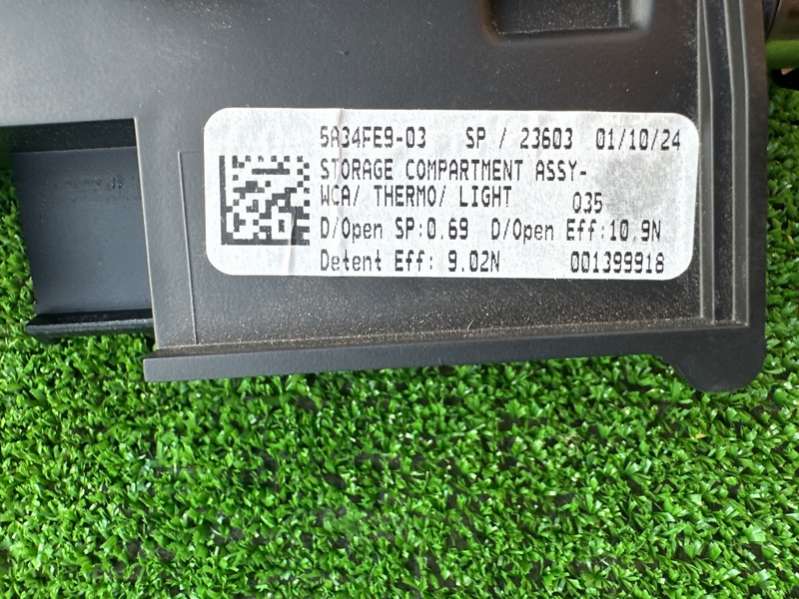 5A34FE9-03 SP / 23603 01/10/24
STORAGE COMPARTMENT ASSY-
WCA/ THERMO/ LIGHT 035
D/Open SP:0.69 D/Open Eff:10.9N
Detent Eff: 9.02N 001399918